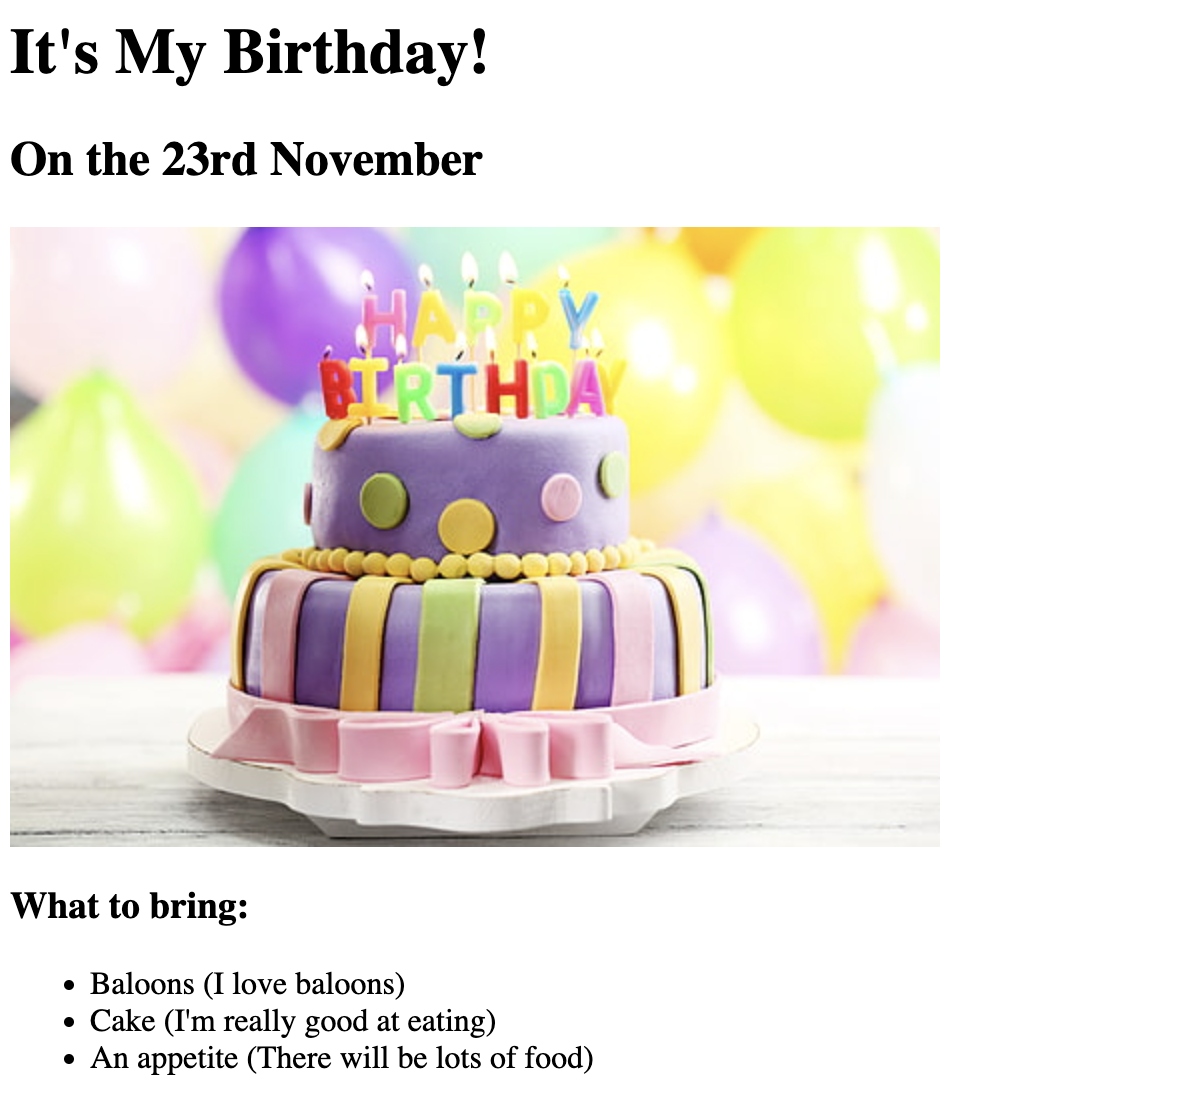 It's My Birthday!
On the 23rd November
HAPPY
BIRTHDAY
What to bring:
Baloons (I love baloons)
Cake (I'm really good at eating)
An appetite (There will be lots of food)